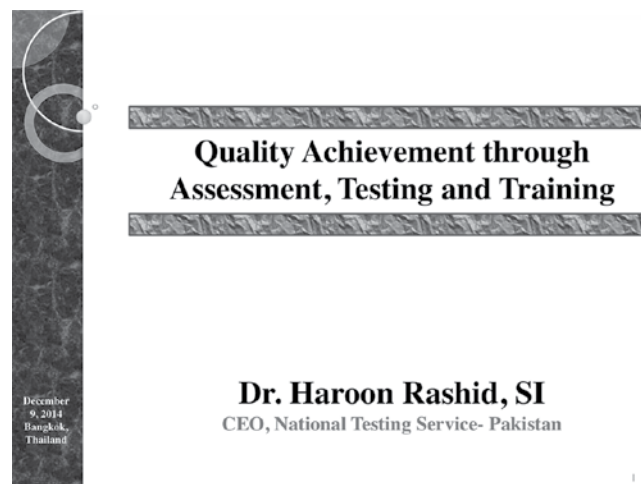 Quality Achievement through
Assessment, Testing and Training
Dr. Haroon Rashid, SI
CEO, National Testing Service- Pakistan
December
9, 2014
Bangkok,
Thailand
1